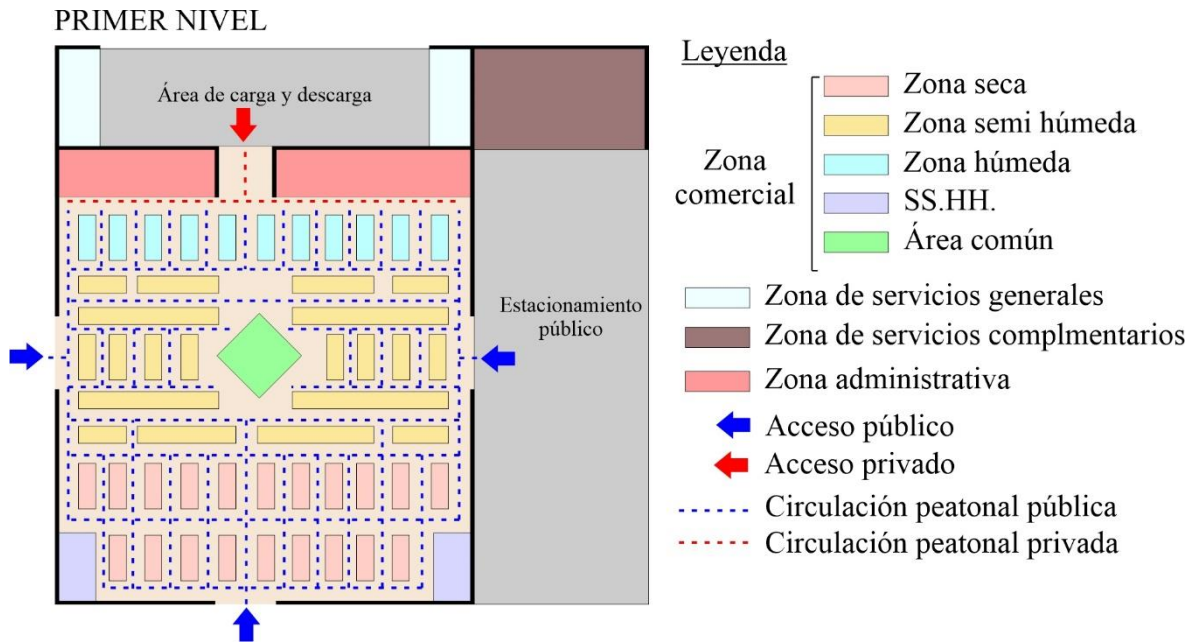 PRIMER NIVEL
Área de carga y descarga
Estacionamiento
público
Leyenda
Zona
comercial
Zona seca
Zona semi húmeda
Zona húmeda
SS.HH.
Área común
Zona de servicios generales
Zona de servicios complmentarios
Zona administrativa
Acceso público
Acceso privado
Circulación peatonal pública
Circulación peatonal privada